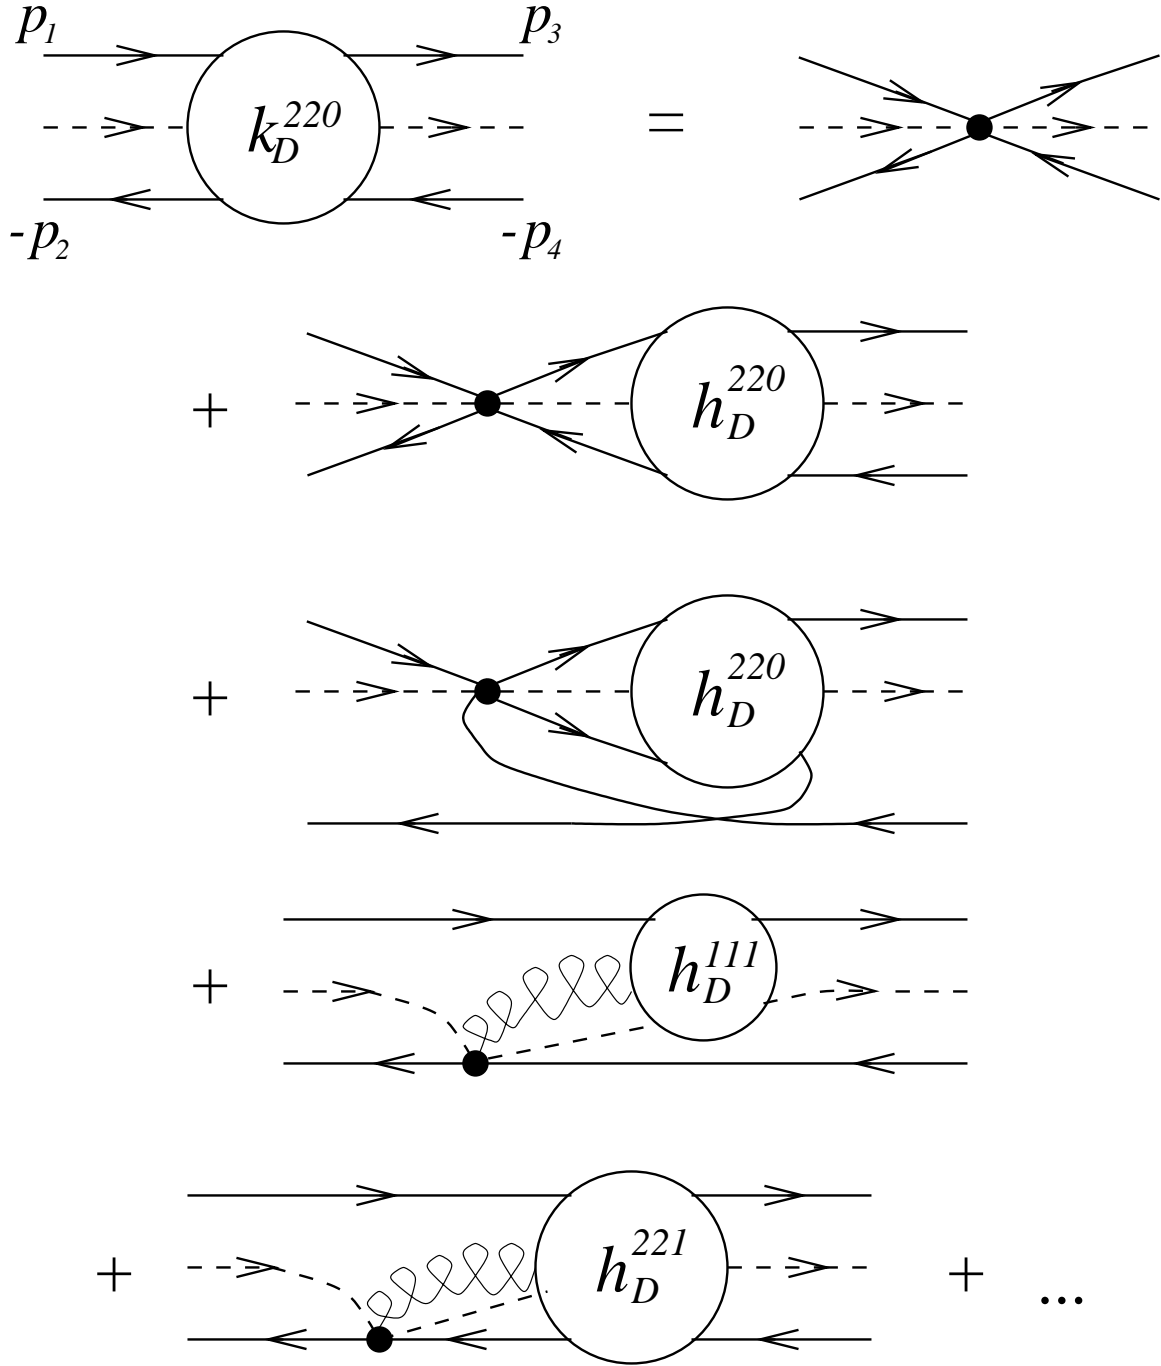 p₁ p₃
k_D^220 =
-p₂ -p₄
+ h_D^220
+ h_D^220
+ h_D^111
+ h_D^221 + ...